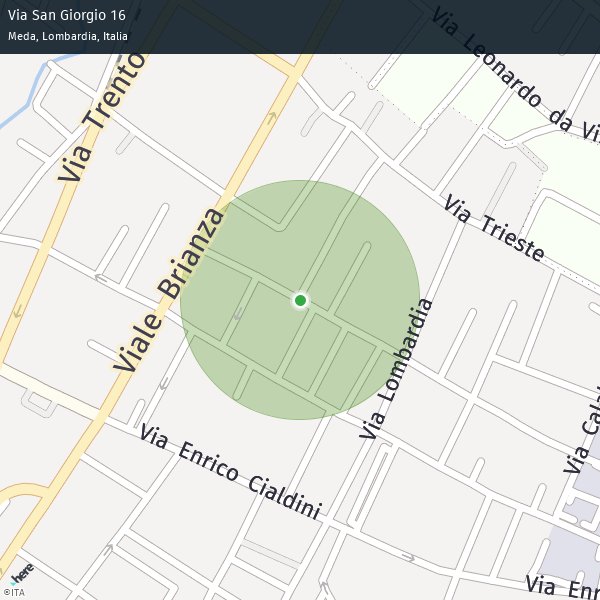 Via San Giorgio 16
Meda, Lombardia, Italia
Via Leonardo da Vi
Via Trento
Via Trieste
Viale Brianza
Via Lombardia
Via Calal
Via Enrico Cialdini
Via Enr
here
©ITA